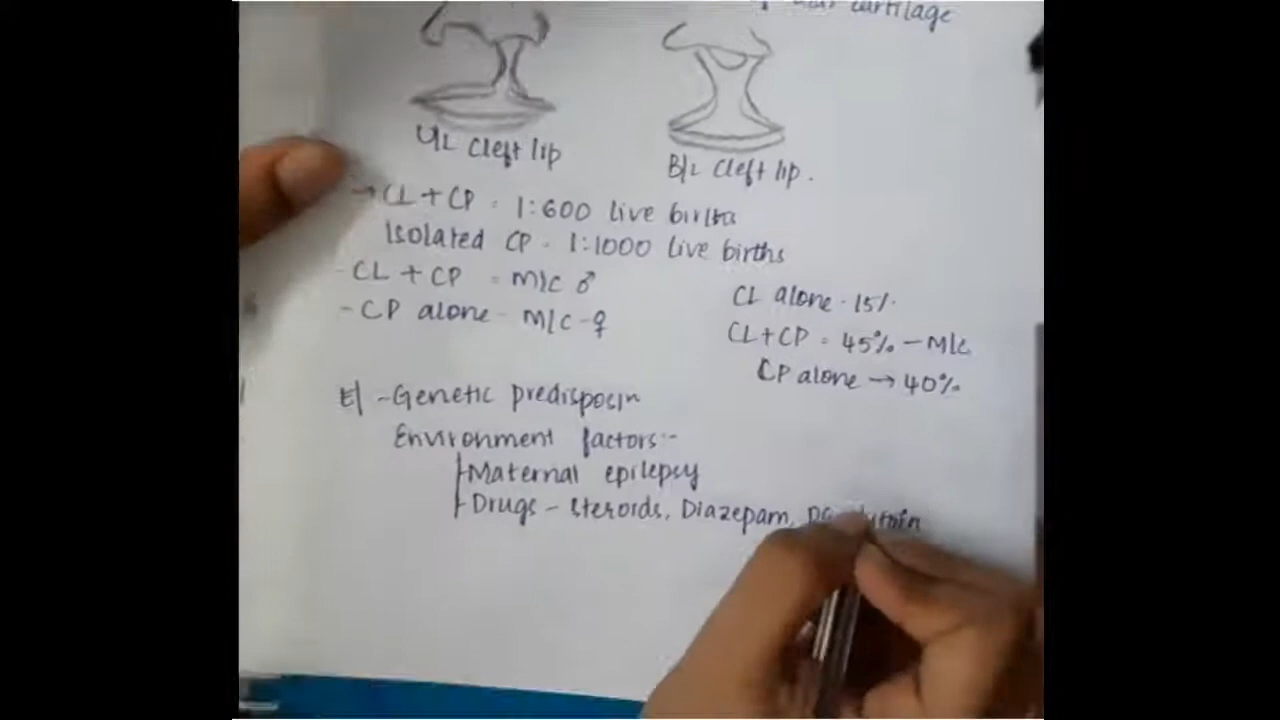 cartilage
U/L Cleft lip
B/L Cleft lip.
→ CL + CP = 1:600 live births
Isolated CP - 1:1000 live births
- CL + CP = M/C ♂
- CP alone - M/C - ♀
CL alone - 15%
CL+CP = 45% - M/C
CP alone → 40%
E/ - Genetic predisposin
Environment factors:-
Maternal epilepsy
Drugs - Steroids, Diazepam,